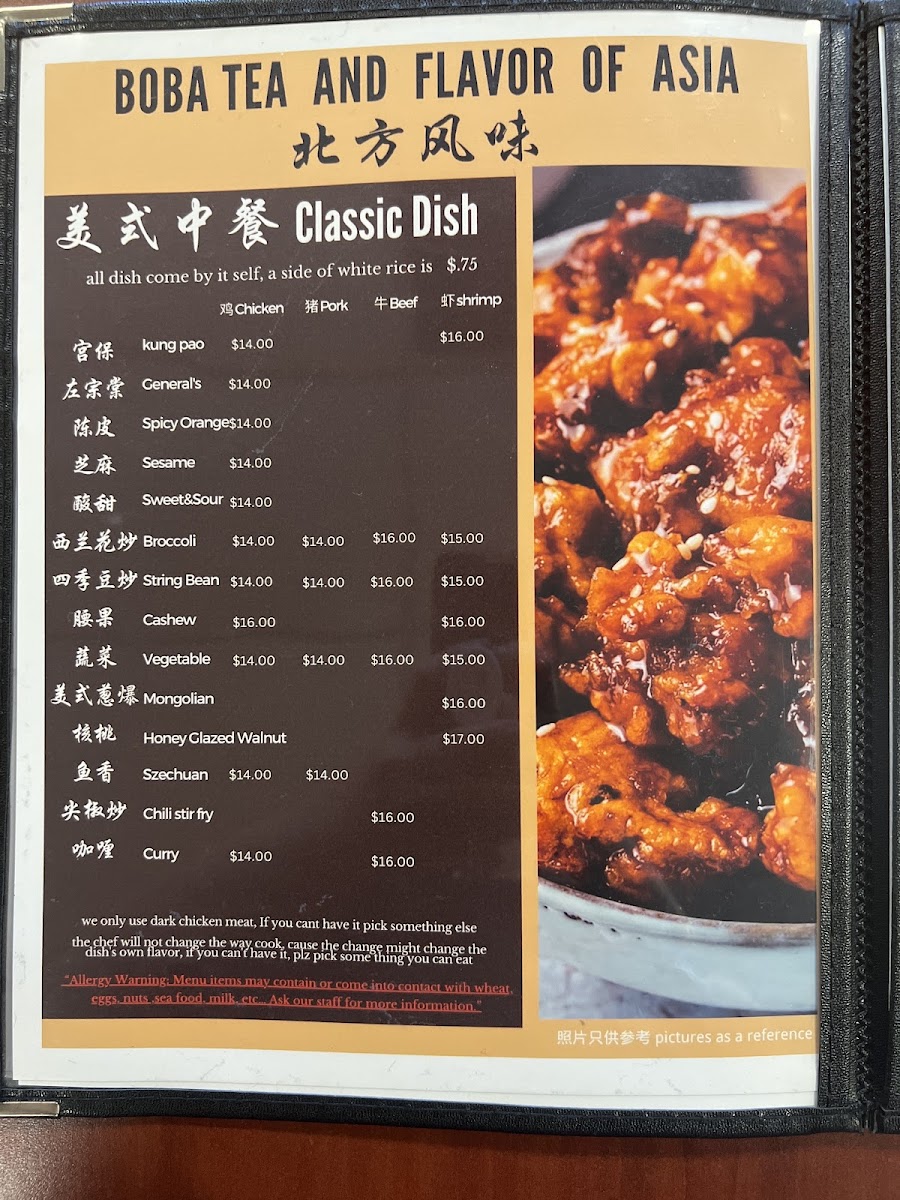 BOBA TEA AND FLAVOR OF ASIA
北方风味
美式中餐 Classic Dish
all dish come by it self, a side of white rice is $.75
鸡Chicken 猪Pork 牛Beef 虾shrimp
宫保 kung pao $14.00 $16.00
左宗棠 General's $14.00
陈皮 Spicy Orange $14.00
芝麻 Sesame $14.00
酸甜 Sweet&Sour $14.00
西兰花炒 Broccoli $14.00 $14.00 $16.00 $15.00
四季豆炒 String Bean $14.00 $14.00 $16.00 $15.00
腰果 Cashew $16.00 $16.00
蔬菜 Vegetable $14.00 $14.00 $16.00 $15.00
美式葱爆 Mongolian $16.00
核桃 Honey Glazed Walnut $17.00
鱼香 Szechuan $14.00 $14.00
尖椒炒 Chili stir fry $16.00
咖喱 Curry $14.00 $16.00
we only use dark chicken meat, If you cant have it pick something else
the chef will not change the way cook, cause the change might change the
dish's own flavor, if you can't have it, plz pick some thing you can eat
"Allergy Warning: Menu items may contain or come into contact with wheat,
eggs, nuts ,sea food, milk, etc... Ask our staff for more information."
照片只供参考 pictures as a reference